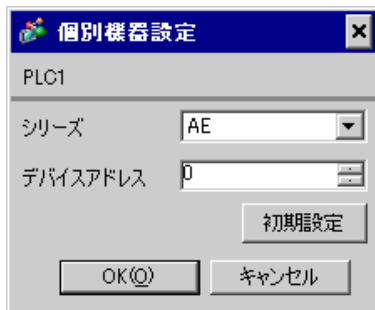 個別機器設定
PLC1
シリーズ AE
デバイスアドレス 0
初期設定
OK(O) キャンセル